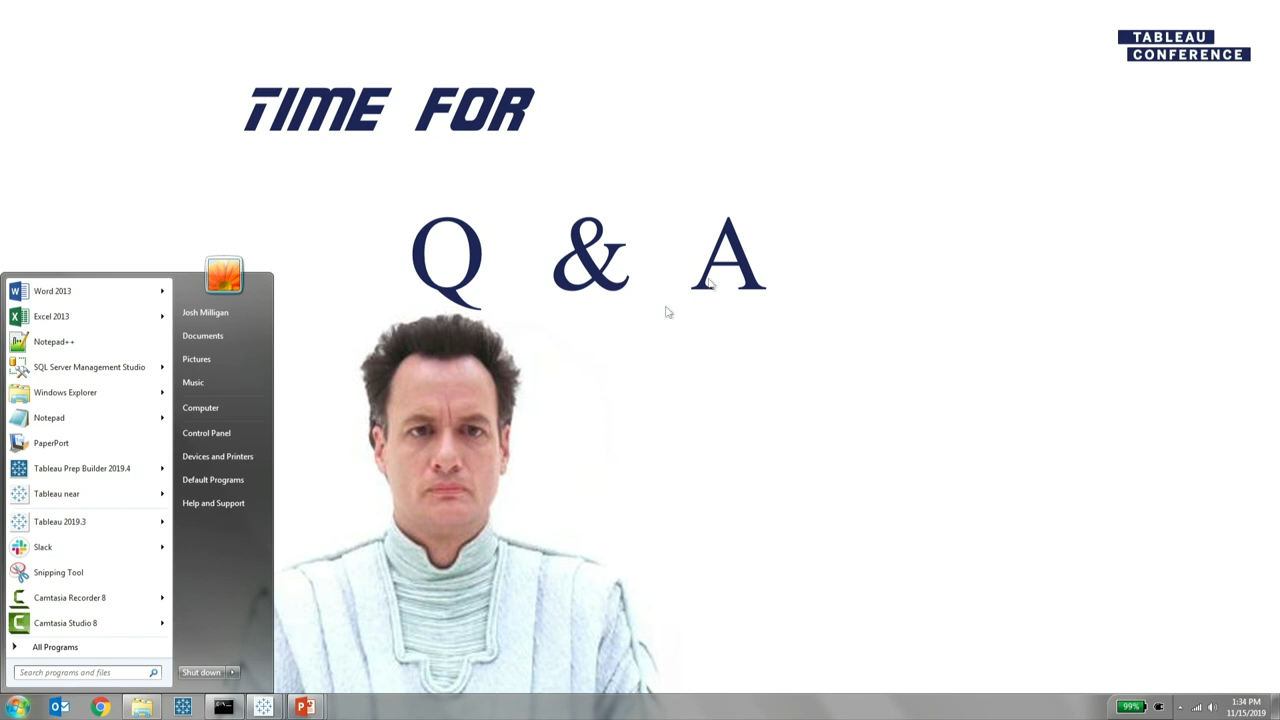 TABLEAU
CONFERENCE
TIME FOR
Q & A
Word 2013
Excel 2013
Notepad++
SQL Server Management Studio
Windows Explorer
Notepad
PaperPort
Tableau Prep Builder 2019.4
Tableau near
Tableau 2019.3
Slack
Snipping Tool
Camtasia Recorder 8
Camtasia Studio 8
All Programs
Search programs and files
Josh Milligan
Documents
Pictures
Music
Computer
Control Panel
Devices and Printers
Default Programs
Help and Support
Shut down
99%
1:34 PM
11/15/2019